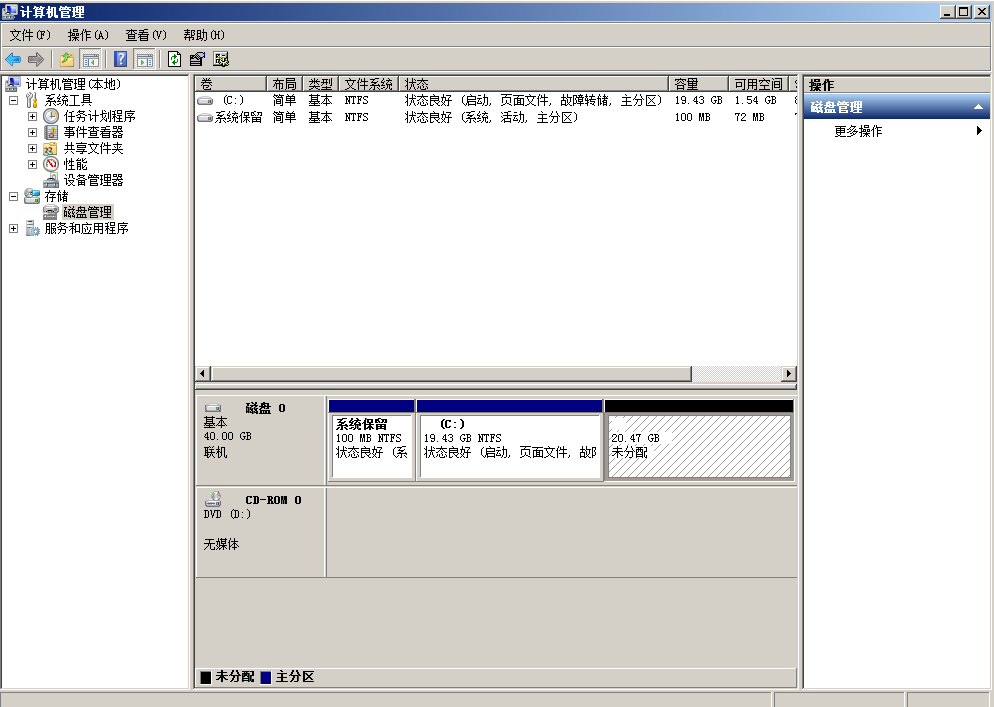 计算机管理
文件(F) 操作(A) 查看(V) 帮助(H)
计算机管理(本地)
系统工具
任务计划程序
事件查看器
共享文件夹
性能
设备管理器
存储
磁盘管理
服务和应用程序
卷 布局 类型 文件系统 状态 容量 可用空间
(C:) 简单 基本 NTFS 状态良好 (启动, 页面文件, 故障转储, 主分区) 19.43 GB 1.54 GB
系统保留 简单 基本 NTFS 状态良好 (系统, 活动, 主分区) 100 MB 72 MB
磁盘 0
基本
40.00 GB
联机
系统保留
100 MB NTFS
状态良好 (系
(C:)
19.43 GB NTFS
状态良好 (启动, 页面文件, 故
20.47 GB
未分配
CD-ROM 0
DVD (D:)
无媒体
未分配 主分区
操作
磁盘管理
更多操作